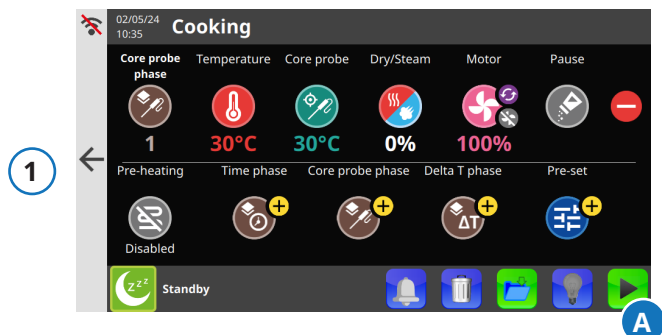 02/05/24
10:35
Cooking
Core probe phase
Temperature
Core probe
Dry/Steam
Motor
Pause
1
30°C
30°C
0%
100%
1
Pre-heating
Time phase
Core probe phase
Delta T phase
Pre-set
ΔT
Disabled
zzz
Standby
A